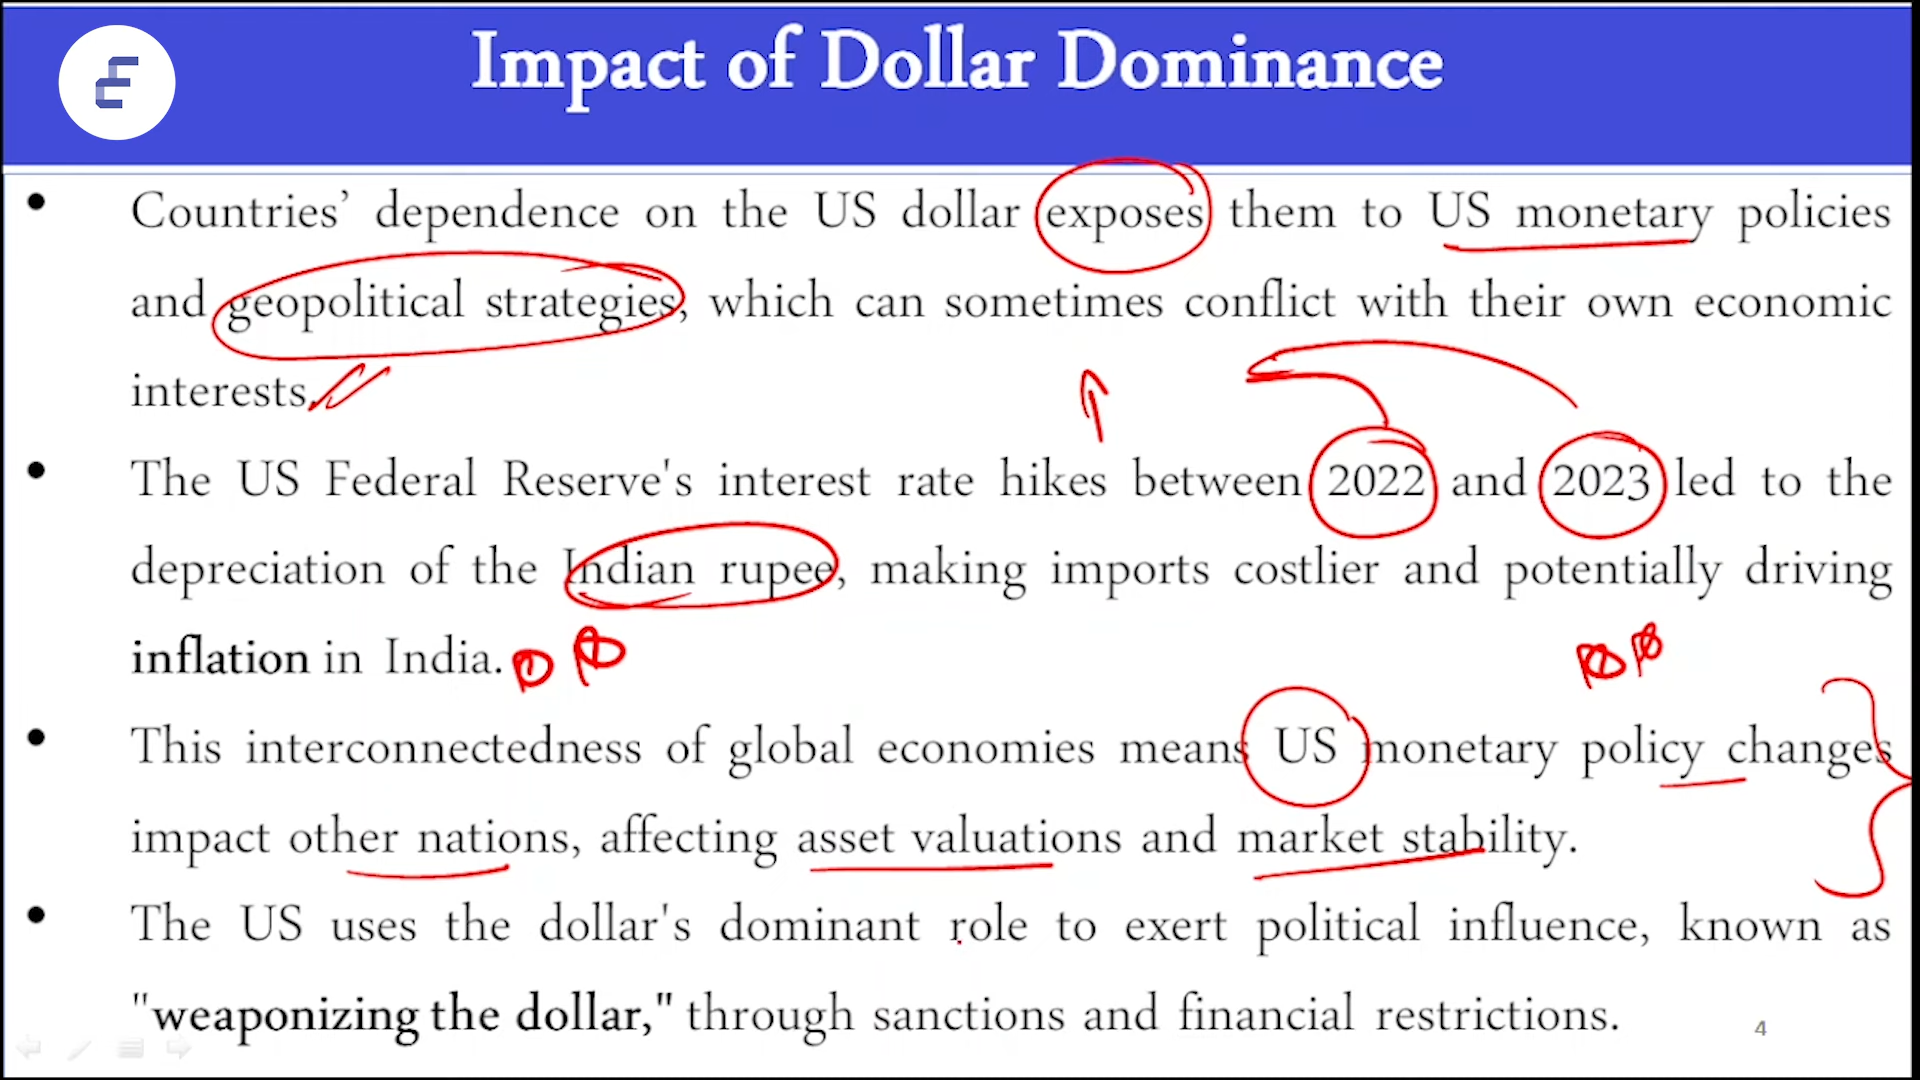 Impact of Dollar Dominance
• Countries’ dependence on the US dollar exposes them to US monetary policies
and geopolitical strategies, which can sometimes conflict with their own economic
interests.
• The US Federal Reserve's interest rate hikes between 2022 and 2023 led to the
depreciation of the Indian rupee, making imports costlier and potentially driving
inflation in India.
• This interconnectedness of global economies means US monetary policy changes
impact other nations, affecting asset valuations and market stability.
• The US uses the dollar's dominant role to exert political influence, known as
"weaponizing the dollar," through sanctions and financial restrictions.
4